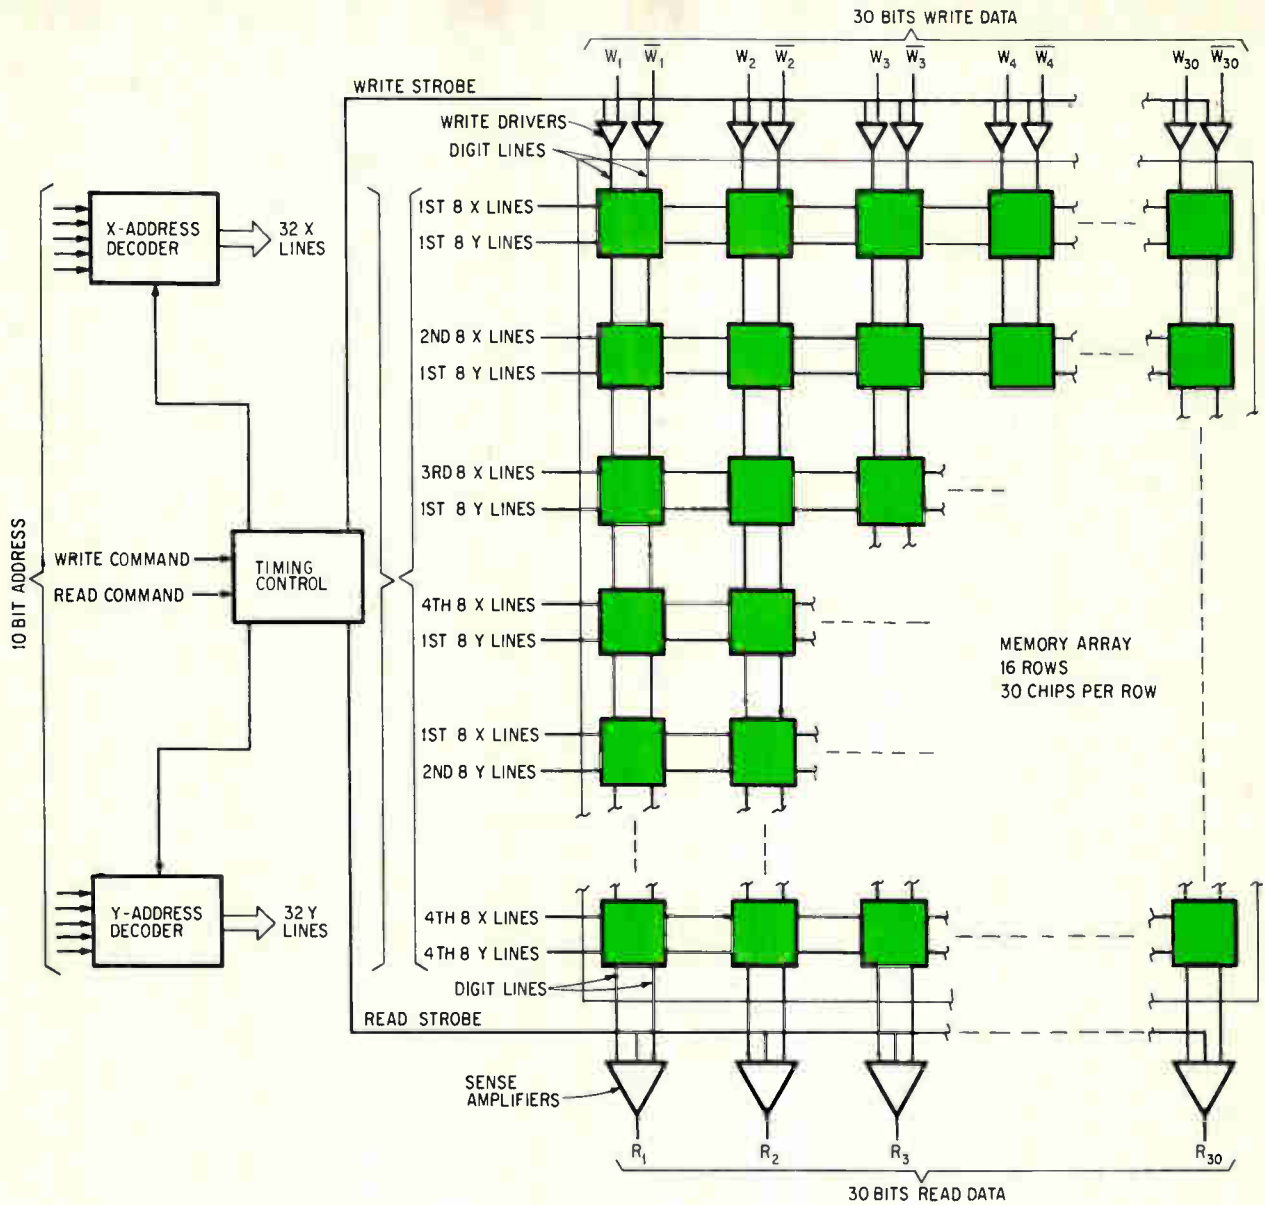 30 BITS WRITE DATA
W₁ W̅₁ W₂ W̅₂ W₃ W̅₃ W₄ W̅₄ W₃₀ W̅₃₀
WRITE STROBE
WRITE DRIVERS
DIGIT LINES
X-ADDRESS
DECODER
32 X
LINES
1ST 8 X LINES
1ST 8 Y LINES
2ND 8 X LINES
1ST 8 Y LINES
3RD 8 X LINES
1ST 8 Y LINES
10 BIT ADDRESS
WRITE COMMAND
READ COMMAND
TIMING
CONTROL
4TH 8 X LINES
1ST 8 Y LINES
MEMORY ARRAY
16 ROWS
30 CHIPS PER ROW
1ST 8 X LINES
2ND 8 Y LINES
Y-ADDRESS
DECODER
32 Y
LINES
4TH 8 X LINES
4TH 8 Y LINES
DIGIT LINES
READ STROBE
SENSE
AMPLIFIERS
R₁ R₂ R₃ R₃₀
30 BITS READ DATA